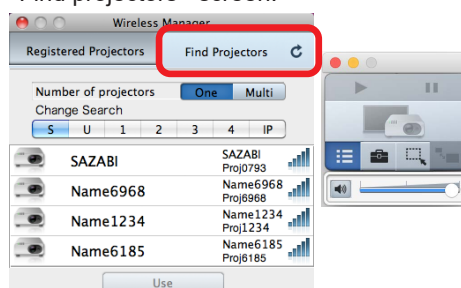 "Find projectors" screen.
Wireless Manager
Registered Projectors Find Projectors
Number of projectors One Multi
Change Search
S U 1 2 3 4 IP
SAZABI SAZABI
Proj0793
Name6968 Name6968
Proj6968
Name1234 Name1234
Proj1234
Name6185 Name6185
Proj6185
Use